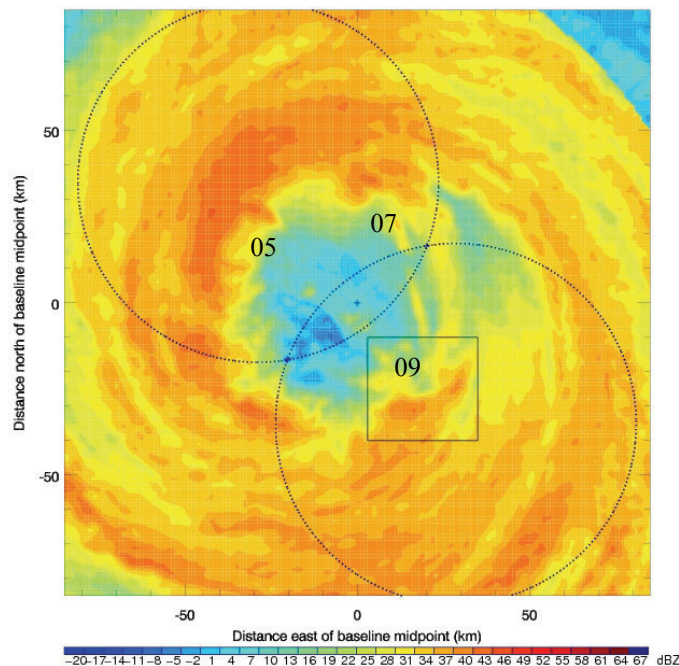 50
0
-50
Distance north of baseline midpoint (km)
07
05
09
-50 0 50
Distance east of baseline midpoint (km)
-20-17-14-11 -8 -5 -2 1 4 7 10 13 16 19 22 25 28 31 34 37 40 43 46 49 52 55 58 61 64 67 dBZ